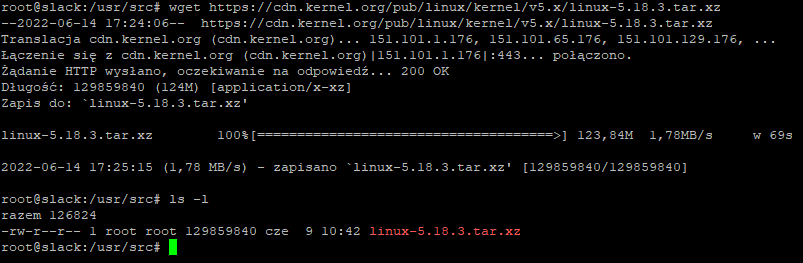 root@slack:/usr/src# wget https://cdn.kernel.org/pub/linux/kernel/v5.x/linux-5.18.3.tar.xz
--2022-06-14 17:24:06--  https://cdn.kernel.org/pub/linux/kernel/v5.x/linux-5.18.3.tar.xz
Translacja cdn.kernel.org (cdn.kernel.org)... 151.101.1.176, 151.101.65.176, 151.101.129.176, ...
Łączenie się z cdn.kernel.org (cdn.kernel.org)|151.101.1.176|:443... połączono.
Żądanie HTTP wysłano, oczekiwanie na odpowiedź... 200 OK
Długość: 129859840 (124M) [application/x-xz]
Zapis do: `linux-5.18.3.tar.xz'
linux-5.18.3.tar.xz        100%[=====================================>] 123,84M  1,78MB/s     w 69s
2022-06-14 17:25:15 (1,78 MB/s) - zapisano `linux-5.18.3.tar.xz' [129859840/129859840]
root@slack:/usr/src# ls -l
razem 126824
-rw-r--r-- 1 root root 129859840 cze  9 10:42 linux-5.18.3.tar.xz
root@slack:/usr/src#